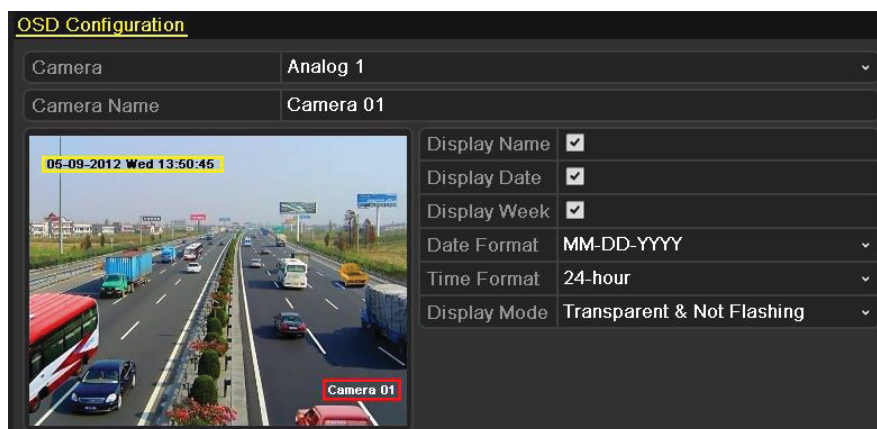 OSD Configuration
Camera Analog 1
Camera Name Camera 01
05-09-2012 Wed 13:50:45
Camera 01
Display Name
Display Date
Display Week
Date Format MM-DD-YYYY
Time Format 24-hour
Display Mode Transparent & Not Flashing